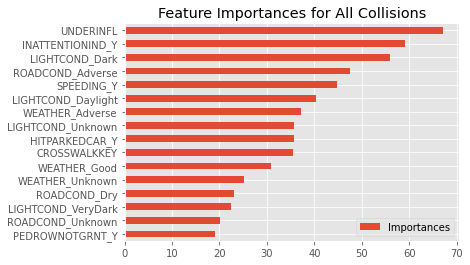 Feature Importances for All Collisions
UNDERINFL
INATTENTIONIND_Y
LIGHTCOND_Dark
ROADCOND_Adverse
SPEEDING_Y
LIGHTCOND_Daylight
WEATHER_Adverse
LIGHTCOND_Unknown
HITPARKEDCAR_Y
CROSSWALKKEY
WEATHER_Good
WEATHER_Unknown
ROADCOND_Dry
LIGHTCOND_VeryDark
ROADCOND_Unknown
PEDROWNOTGRNT_Y
Importances
0 10 20 30 40 50 60 70